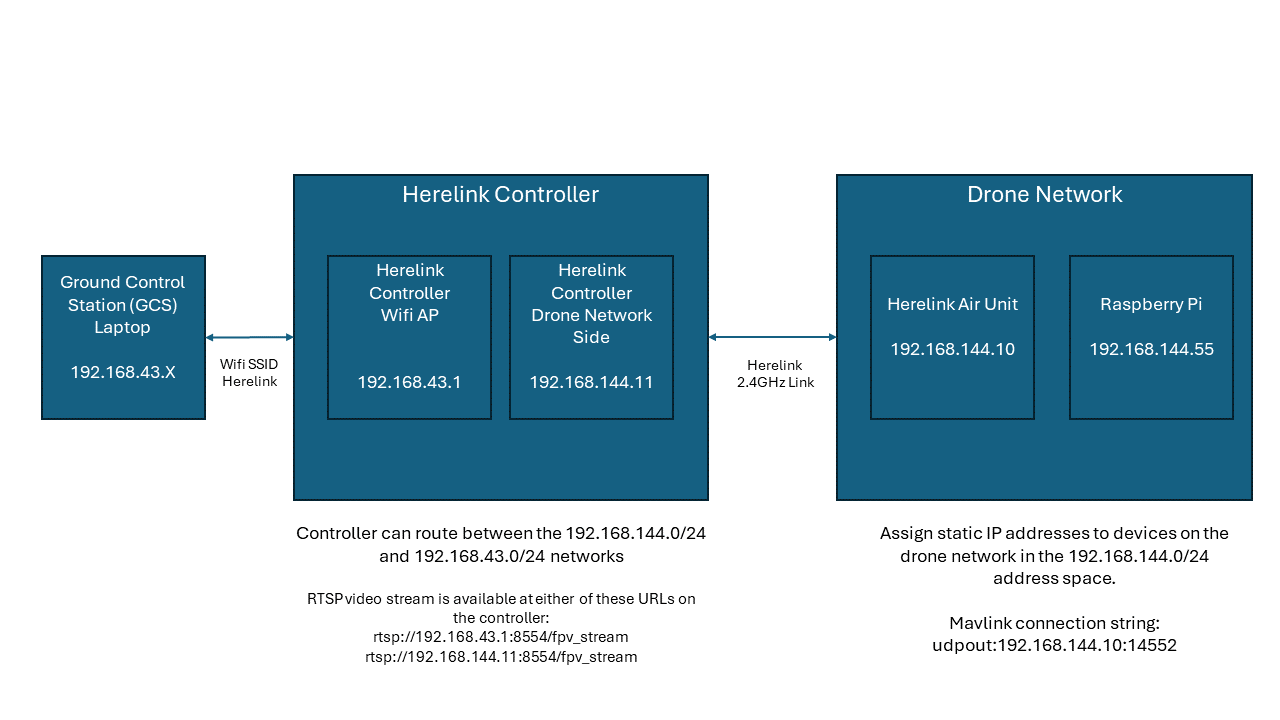 Herelink Controller
Drone Network
Ground Control
Station (GCS)
Laptop
192.168.43.X
Wifi SSID
Herelink
Herelink
Controller
Wifi AP
192.168.43.1
Herelink
Controller
Drone Network
Side
192.168.144.11
Herelink
2.4GHz Link
Herelink Air Unit
192.168.144.10
Raspberry Pi
192.168.144.55
Controller can route between the 192.168.144.0/24
and 192.168.43.0/24 networks
RTSP video stream is available at either of these URLs on
the controller:
rtsp://192.168.43.1:8554/fpv_stream
rtsp://192.168.144.11:8554/fpv_stream
Assign static IP addresses to devices on the
drone network in the 192.168.144.0/24
address space.
Mavlink connection string:
udpout:192.168.144.10:14552